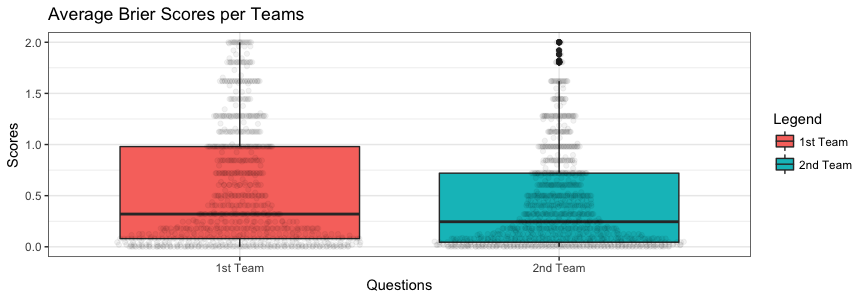 Average Brier Scores per Teams
2.0
1.5
1.0
0.5
0.0
Scores
1st Team
2nd Team
Questions
Legend
1st Team
2nd Team